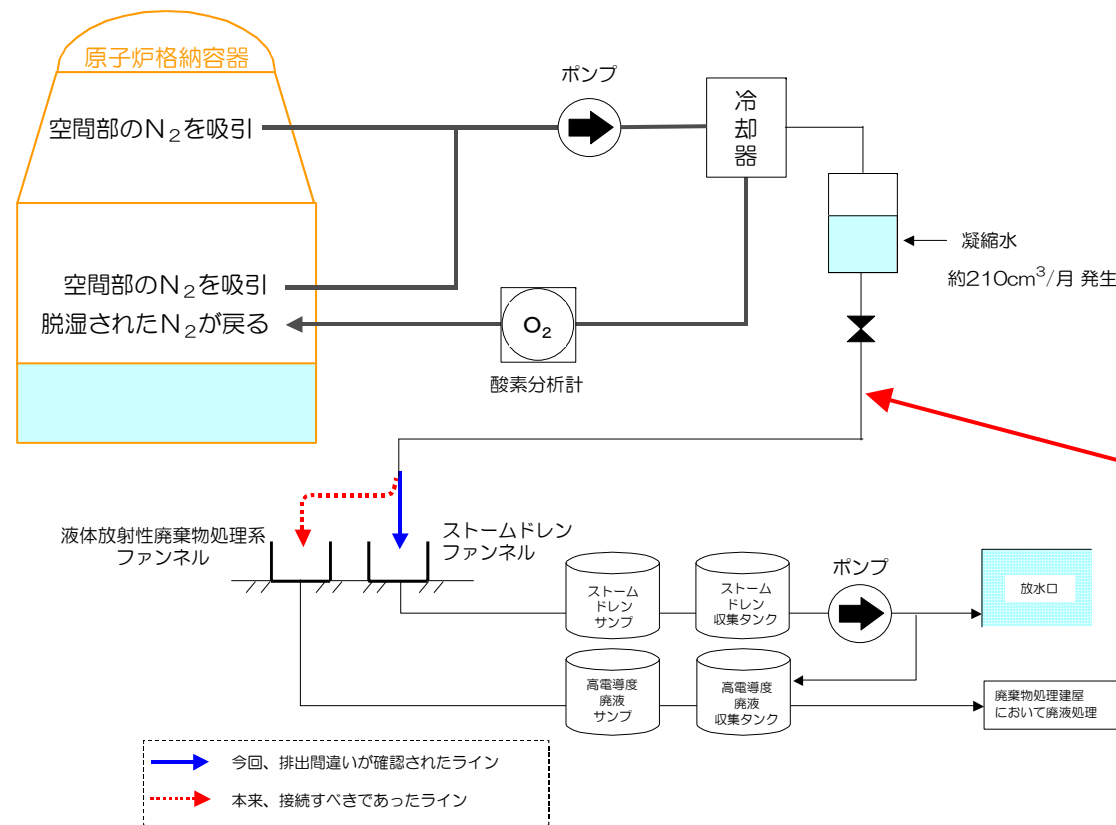 原子炉格納容器
空間部のN₂を吸引
空間部のN₂を吸引
脱湿されたN₂が戻る
ポンプ
冷
却
器
凝縮水
約210cm³/月 発生
O₂
酸素分析計
液体放射性廃棄物処理系
ファンネル
ストームドレン
ファンネル
ストーム
ドレン
サンプ
ストーム
ドレン
収集タンク
ポンプ
放水口
高電導度
廃液
サンプ
高電導度
廃液
収集タンク
廃棄物処理建屋
において廃液処理
今回、排出間違いが確認されたライン
本来、接続すべきであったライン